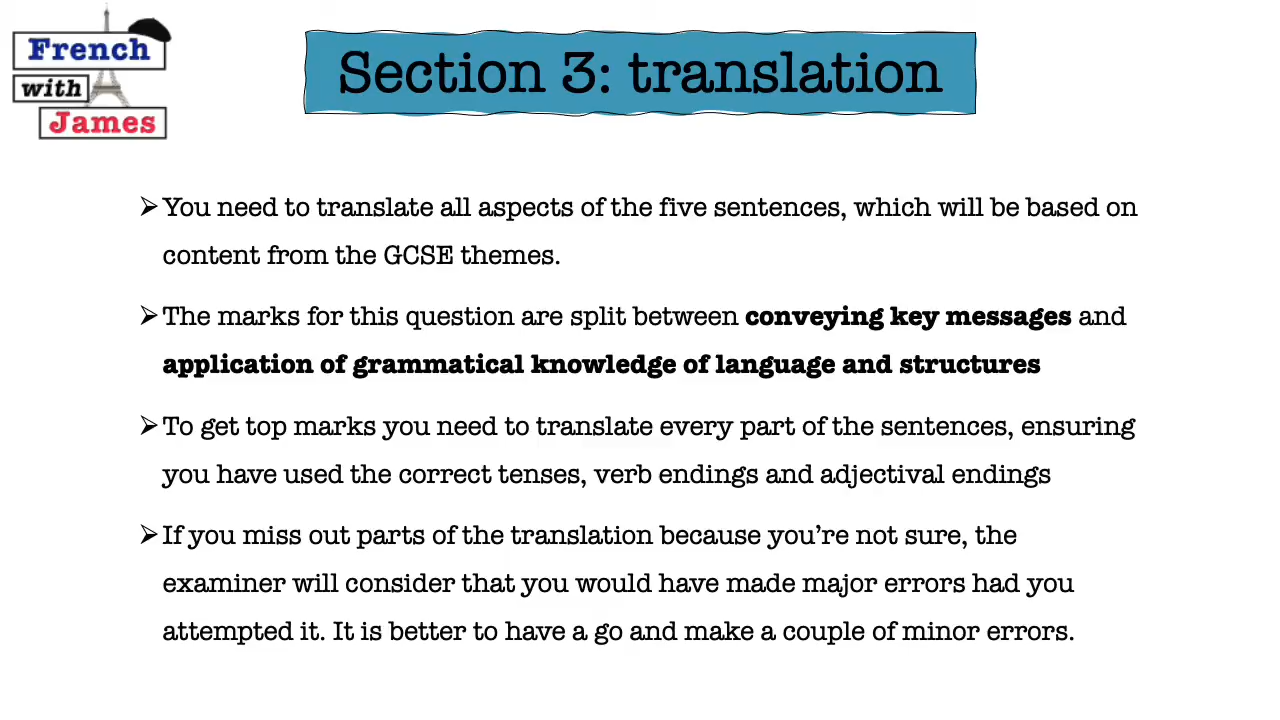 French
with
James
Section 3: translation
➢You need to translate all aspects of the five sentences, which will be based on
content from the GCSE themes.
➢The marks for this question are split between conveying key messages and
application of grammatical knowledge of language and structures
➢To get top marks you need to translate every part of the sentences, ensuring
you have used the correct tenses, verb endings and adjectival endings
➢If you miss out parts of the translation because you’re not sure, the
examiner will consider that you would have made major errors had you
attempted it. It is better to have a go and make a couple of minor errors.